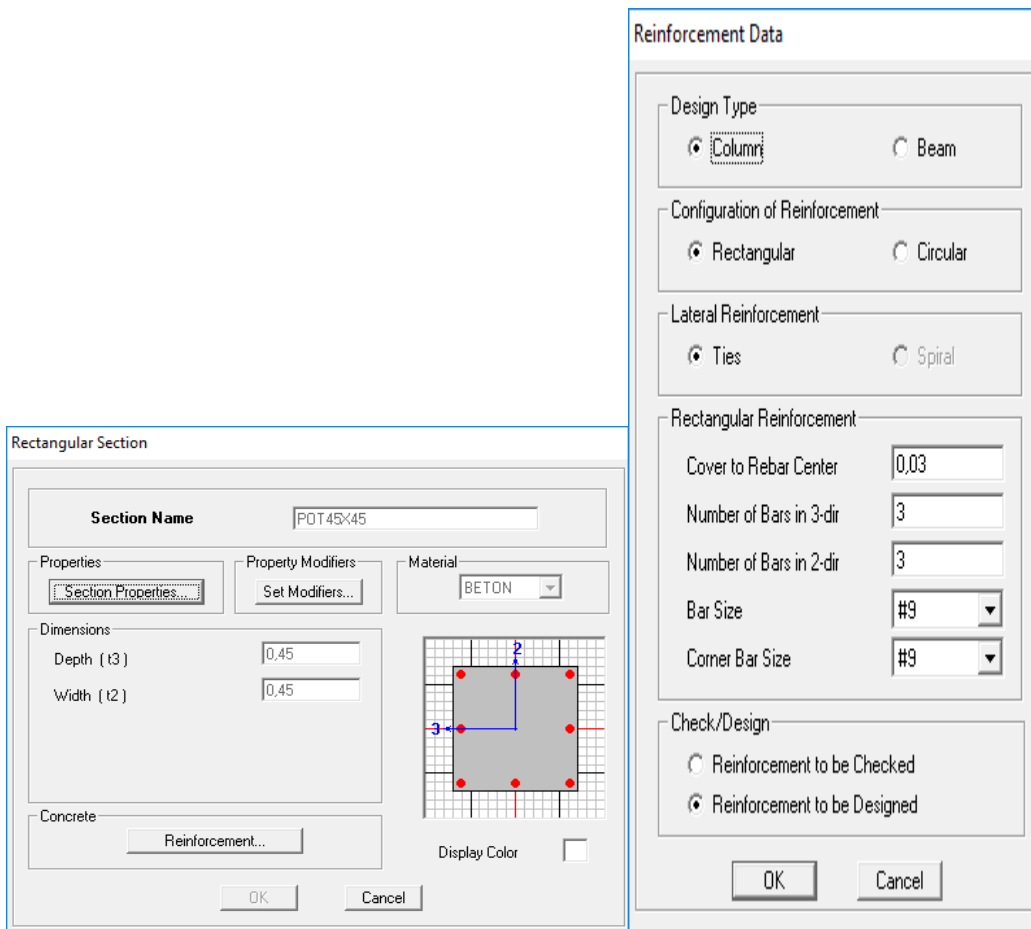 Rectangular Section
Section Name POT45X45
Properties Property Modifiers Material
Section Properties... Set Modifiers... BETON
Dimensions
Depth ( t3 ) 0,45
Width ( t2 ) 0,45
2
3
Concrete
Reinforcement...
Display Color
OK Cancel
Reinforcement Data
Design Type
Column Beam
Configuration of Reinforcement
Rectangular Circular
Lateral Reinforcement
Ties Spiral
Rectangular Reinforcement
Cover to Rebar Center 0,03
Number of Bars in 3-dir 3
Number of Bars in 2-dir 3
Bar Size #9
Corner Bar Size #9
Check/Design
Reinforcement to be Checked
Reinforcement to be Designed
OK Cancel